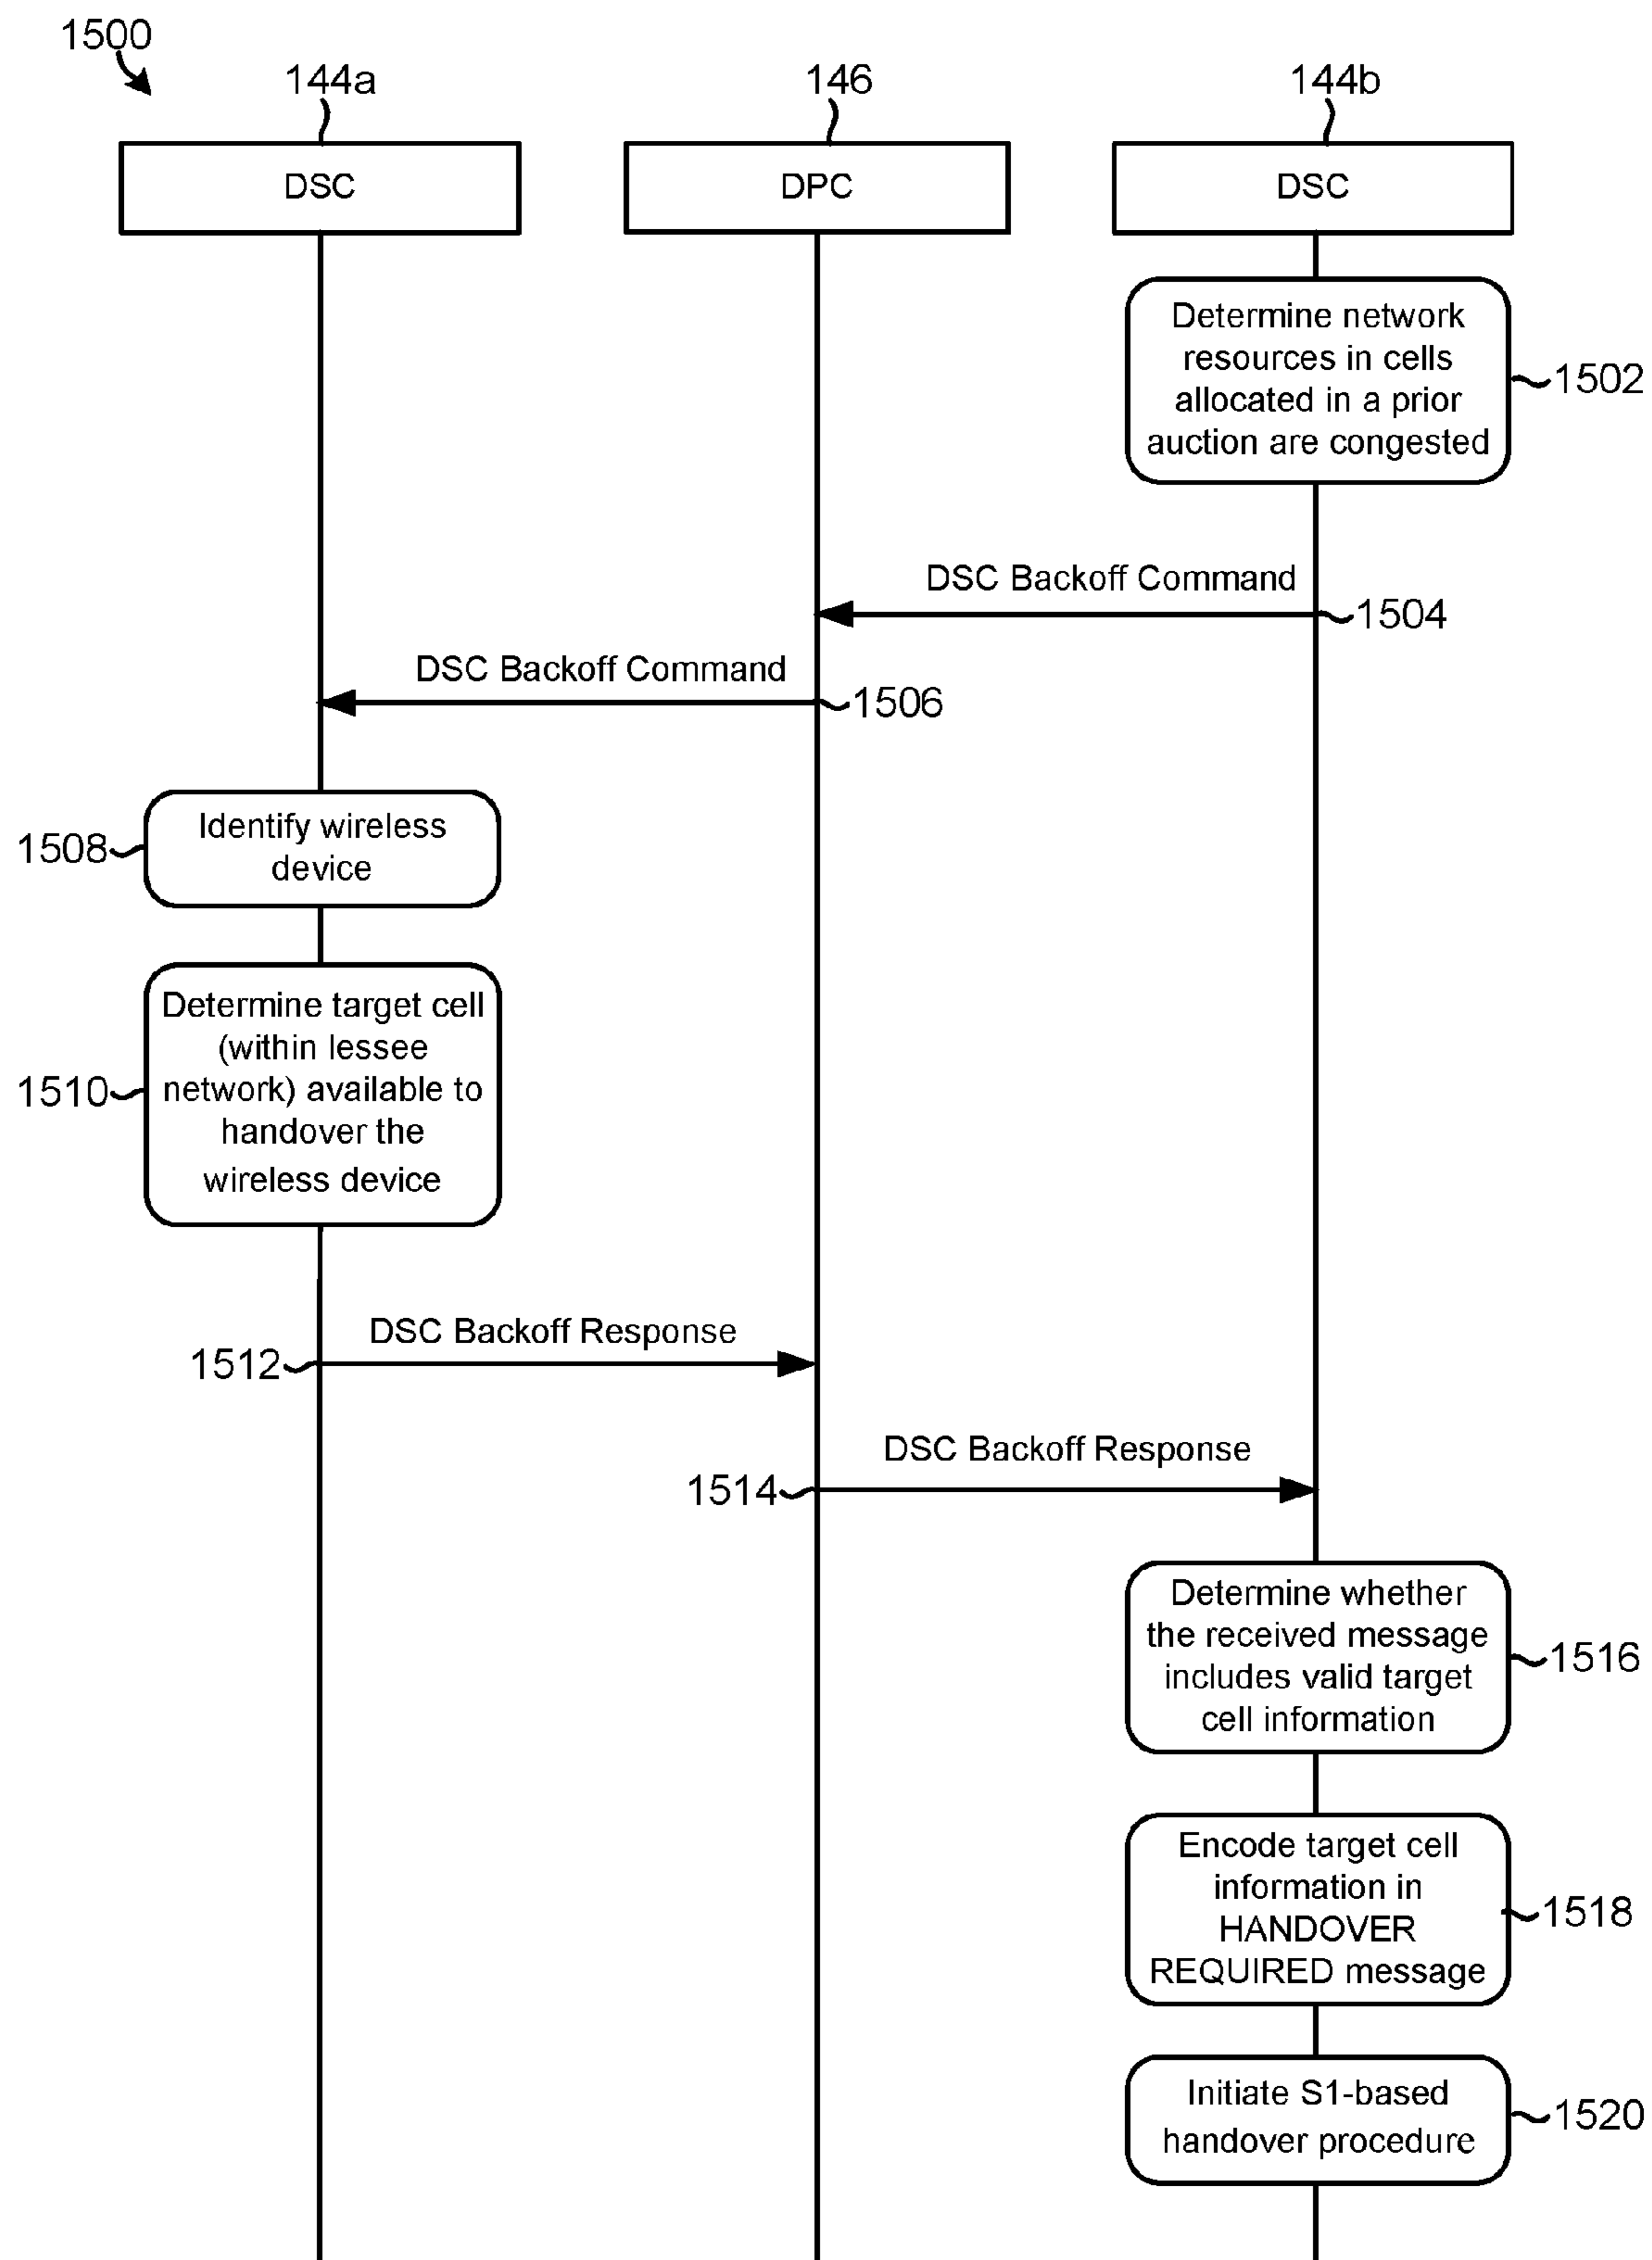 1500
144a
146
144b
DSC
DPC
DSC
Determine network
resources in cells
allocated in a prior
auction are congested
1502
DSC Backoff Command
1504
DSC Backoff Command
1506
Identify wireless
device
1508
Determine target cell
(within lessee
network) available to
handover the
wireless device
1510
DSC Backoff Response
1512
DSC Backoff Response
1514
Determine whether
the received message
includes valid target
cell information
1516
Encode target cell
information in
HANDOVER
REQUIRED message
1518
Initiate S1-based
handover procedure
1520